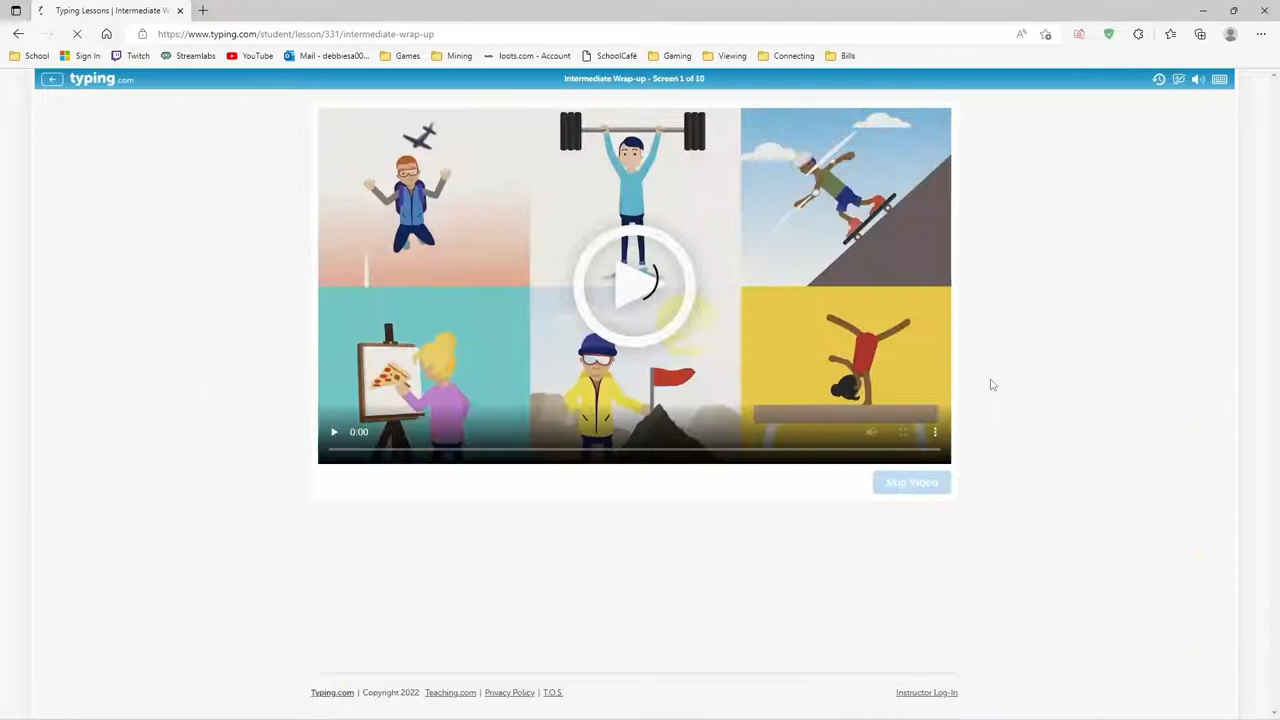 Typing Lessons | Intermediate W
https://www.typing.com/student/lesson/331/intermediate-wrap-up
School Sign In Twitch Streamlabs YouTube Mail - debbiesa00... Games Mining loots.com - Acount SchoolCafé Gaming Viewing Connecting Bills
typing.com Intermediate Wrap-up - Screen 1 of 10
0:00
Skip Video
Typing.com | Copyright 2022 Teaching.com | Privacy Policy | T.O.S. Instructor Log-In